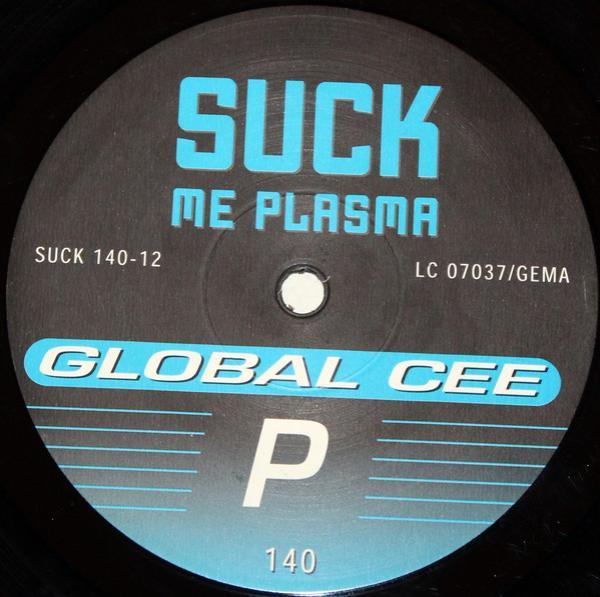 SUCK
ME PLASMA
SUCK 140-12
LC 07037/GEMA
GLOBAL CEE
P
140